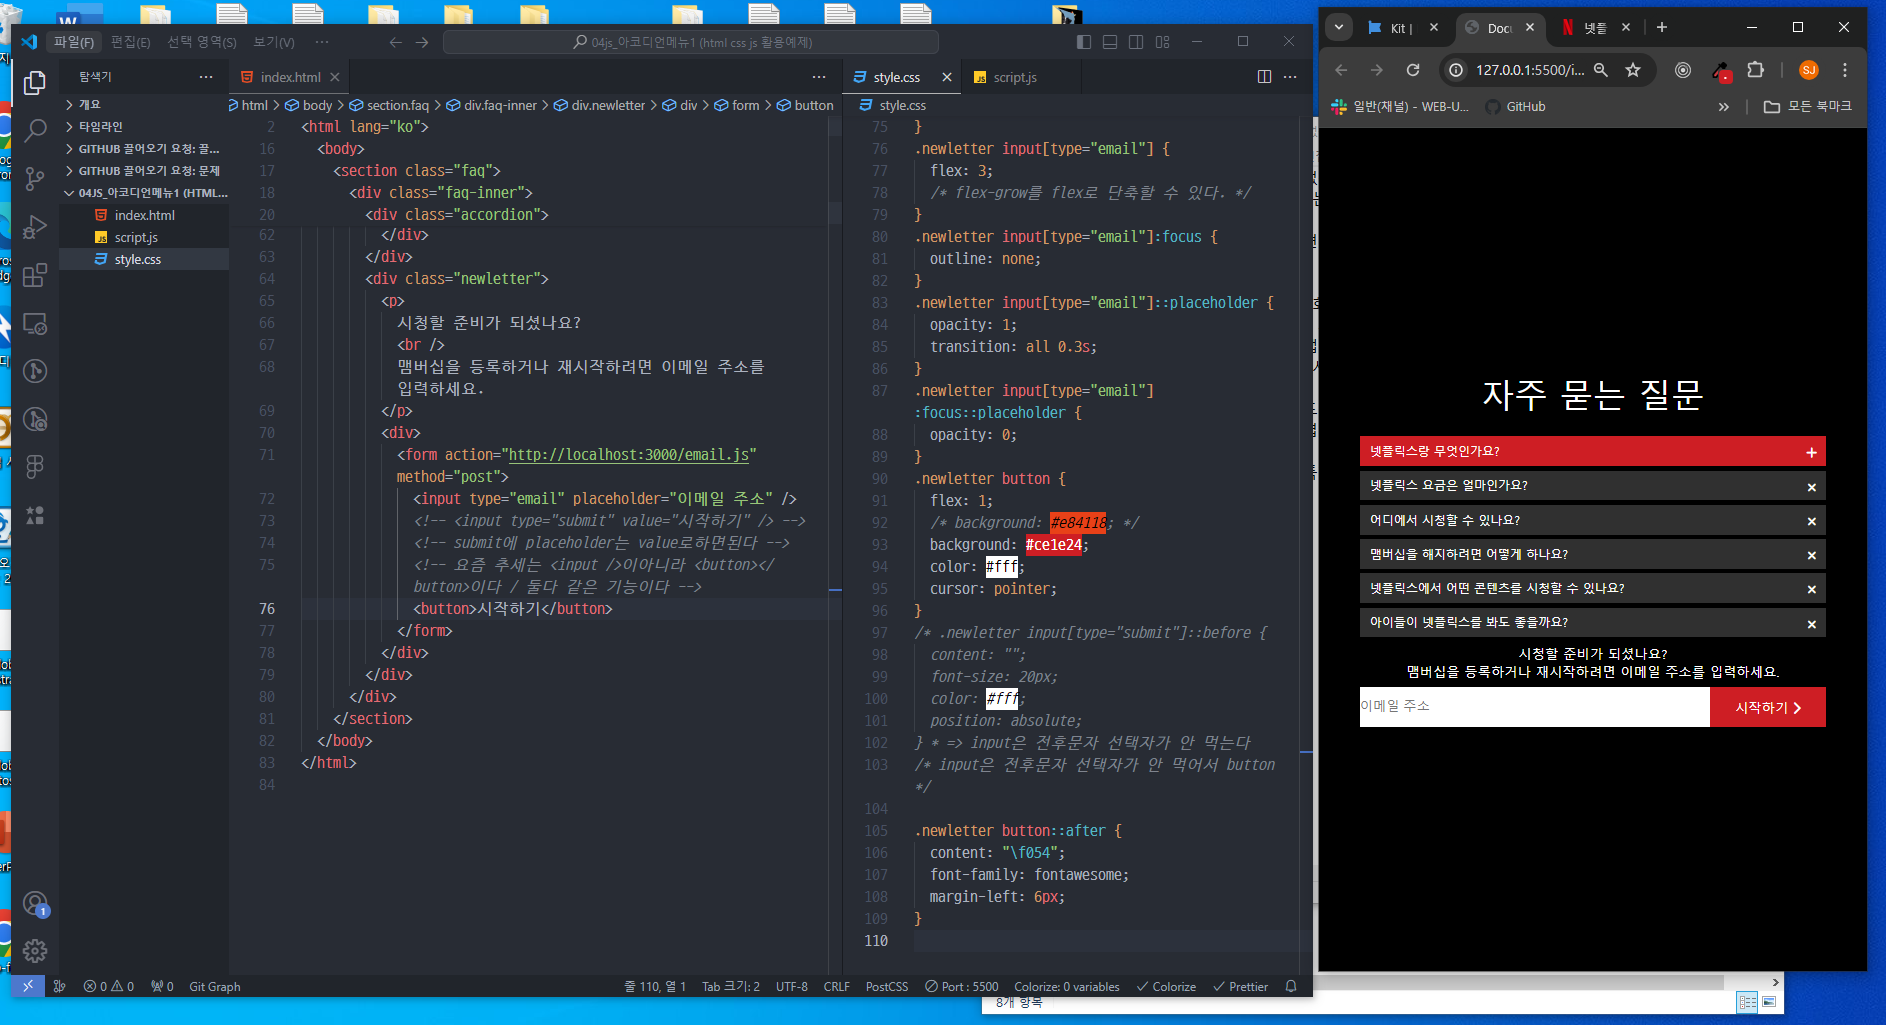 파일(F) 편집(E) 선택 영역(S) 보기(V) ···
04js_아코디언메뉴1 (html css js 활용예제)
탐색기
개요
타임라인
GITHUB 끌어오기 요청: 끌...
GITHUB 끌어오기 요청: 문제
04JS_아코디언메뉴1 (HTML...
index.html
script.js
style.css
index.html
html > body > section.faq > div.faq-inner > div.newletter > div > form > button
2 <html lang="ko">
16 <body>
17 <section class="faq">
18 <div class="faq-inner">
20 <div class="accordion">
62 </div>
63 </div>
64 <div class="newletter">
65 <p>
66 시청할 준비가 되셨나요?
67 <br />
68 맴버십을 등록하거나 재시작하려면 이메일 주소를
입력하세요.
69 </p>
70 <div>
71 <form action="http://localhost:3000/email.js"
method="post">
72 <input type="email" placeholder="이메일 주소" />
73 <!-- <input type="submit" value="시작하기" /> -->
74 <!-- submit에 placeholder는 value로하면된다 -->
75 <!-- 요즘 추세는 <input />이아니라 <button></
button>이다 / 둘다 같은 기능이다 -->
76 <button>시작하기</button>
77 </form>
78 </div>
79 </div>
80 </div>
81 </section>
82 </body>
83 </html>
84
style.css script.js
style.css
75 }
76 .newletter input[type="email"] {
77 flex: 3;
78 /* flex-grow를 flex로 단축할 수 있다. */
79 }
80 .newletter input[type="email"]:focus {
81 outline: none;
82 }
83 .newletter input[type="email"]::placeholder {
84 opacity: 1;
85 transition: all 0.3s;
86 }
87 .newletter input[type="email"]
:focus::placeholder {
88 opacity: 0;
89 }
90 .newletter button {
91 flex: 1;
92 /* background: #e84118; */
93 background: #ce1e24;
94 color: #fff;
95 cursor: pointer;
96 }
97 /* .newletter input[type="submit"]::before {
98 content: "";
99 font-size: 20px;
100 color: #fff;
101 position: absolute;
102 } * => input은 전후문자 선택자가 안 먹는다
103 /* input은 전후문자 선택자가 안 먹어서 button
*/
104
105 .newletter button::after {
106 content: "\f054";
107 font-family: fontawesome;
108 margin-left: 6px;
109 }
110
0 0 0 Git Graph
줄 110, 열 1 Tab 크기: 2 UTF-8 CRLF PostCSS Port : 5500 Colorize: 0 variables Colorize Prettier
8개 항목
Kit | Docu 넷플
127.0.0.1:5500/i... SJ
일반(채널) - WEB-U... GitHub » 모든 북마크
자주 묻는 질문
넷플릭스랑 무엇인가요? +
넷플릭스 요금은 얼마인가요? ×
어디에서 시청할 수 있나요? ×
맴버십을 해지하려면 어떻게 하나요? ×
넷플릭스에서 어떤 콘텐츠를 시청할 수 있나요? ×
아이들이 넷플릭스를 봐도 좋을까요? ×
시청할 준비가 되셨나요?
맴버십을 등록하거나 재시작하려면 이메일 주소를 입력하세요.
이메일 주소 시작하기 >